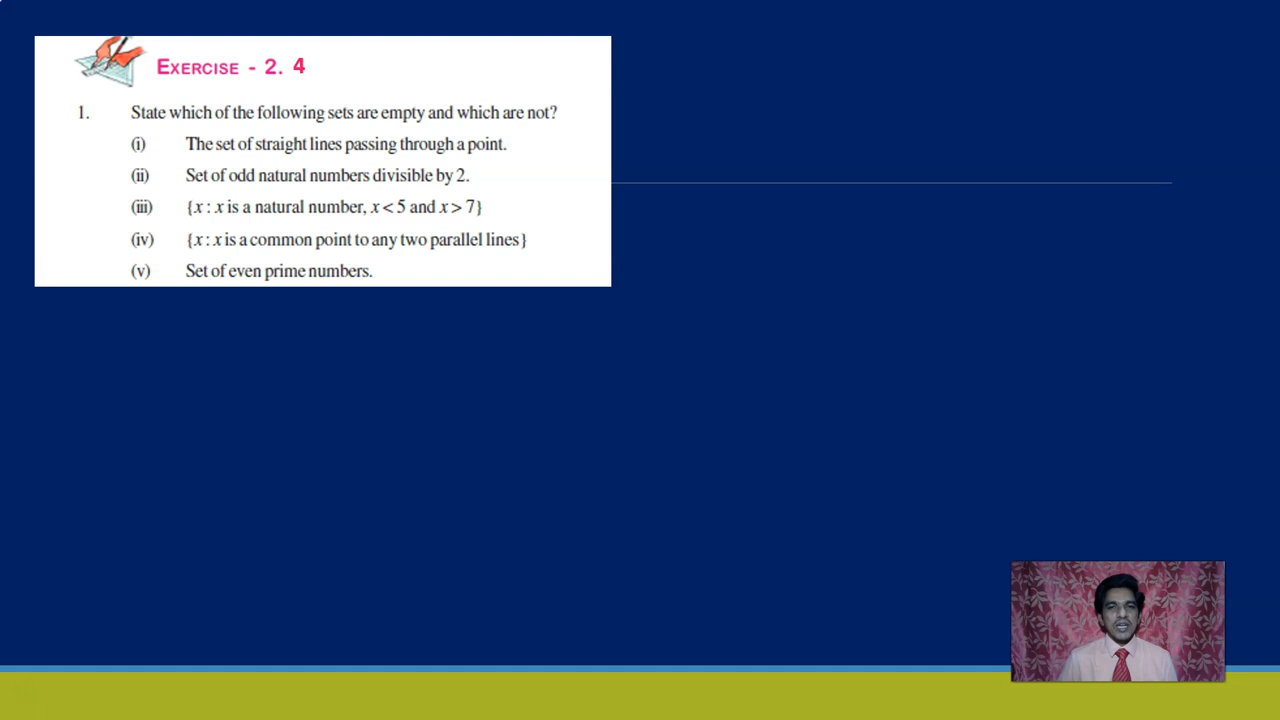 EXERCISE - 2. 4
1. State which of the following sets are empty and which are not?
(i) The set of straight lines passing through a point.
(ii) Set of odd natural numbers divisible by 2.
(iii) {x : x is a natural number, x < 5 and x > 7}
(iv) {x : x is a common point to any two parallel lines}
(v) Set of even prime numbers.